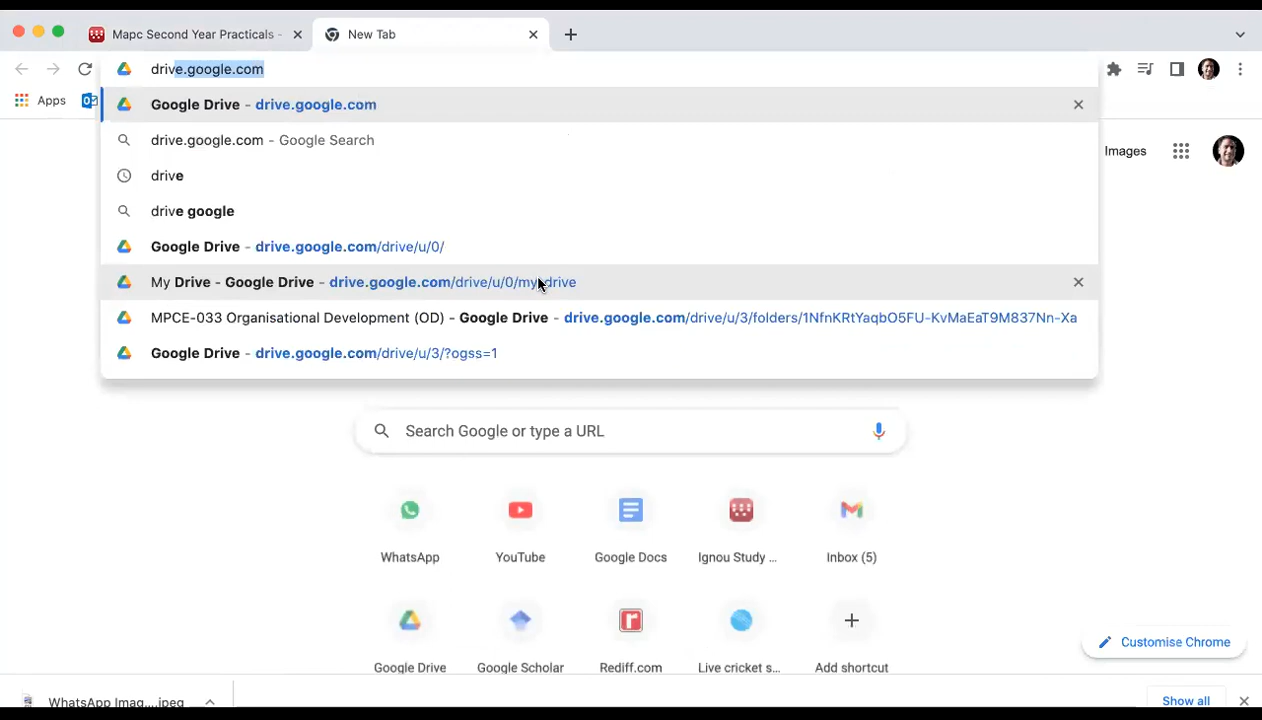 Mapc Second Year Practicals -
New Tab
drive.google.com
Apps
Google Drive - drive.google.com
drive.google.com - Google Search
drive
drive google
Google Drive - drive.google.com/drive/u/0/
My Drive - Google Drive - drive.google.com/drive/u/0/my-drive
MPCE-033 Organisational Development (OD) - Google Drive - drive.google.com/drive/u/3/folders/1NfnKRtYaqbO5FU-KvMaEaT9M837Nn-Xa
Google Drive - drive.google.com/drive/u/3/?ogss=1
Images
Search Google or type a URL
WhatsApp
YouTube
Google Docs
Ignou Study ...
Inbox (5)
Google Drive
Google Scholar
Rediff.com
Live cricket s...
Add shortcut
Customise Chrome
WhatsApp Imag....jpeg
Show all